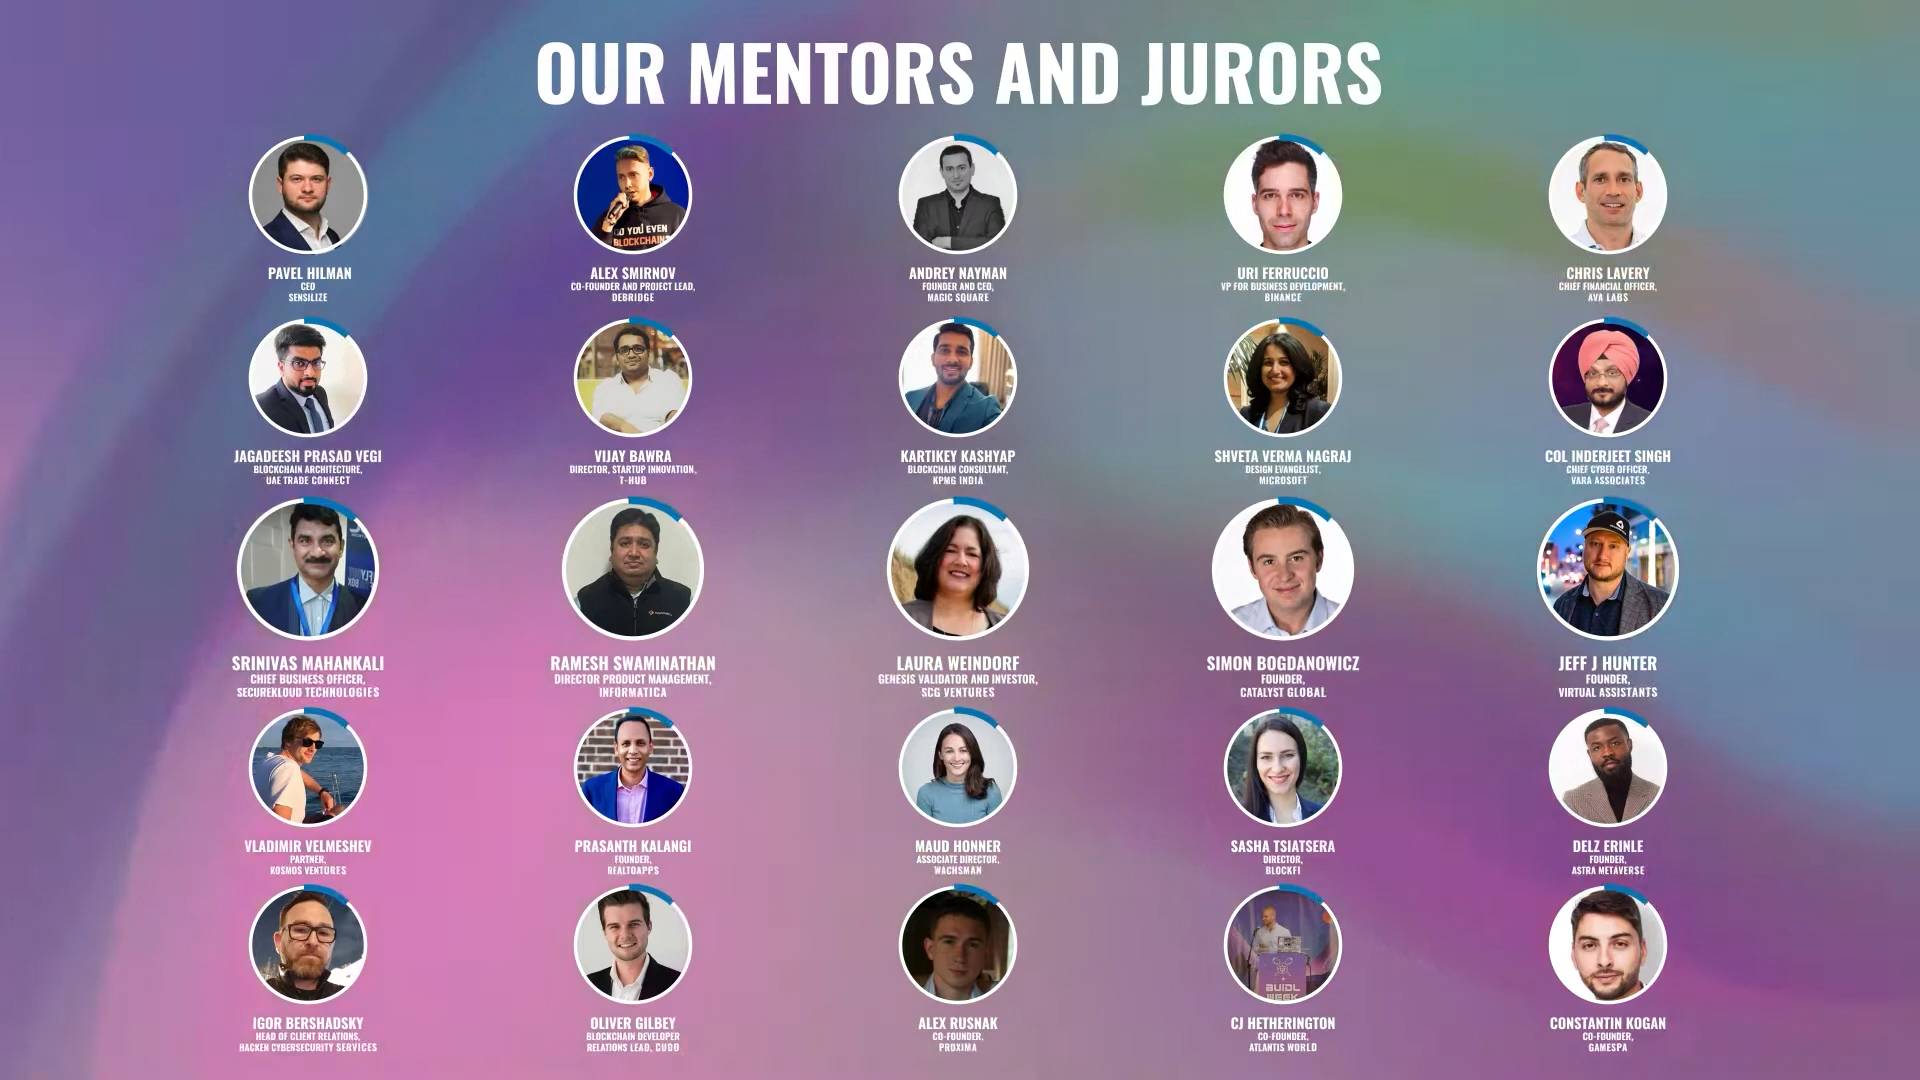 OUR MENTORS AND JURORS
DO YOU EVEN
BLOCKCHAIN
PAVEL HILMAN
CEO
SENSILIZE
ALEX SMIRNOV
CO-FOUNDER AND PROJECT LEAD,
DEBRIDGE
ANDREY NAYMAN
FOUNDER AND CEO,
MAGIC SQUARE
URI FERRUCCIO
VP FOR BUSINESS DEVELOPMENT,
BINANCE
CHRIS LAVERY
CHIEF FINANCIAL OFFICER,
AVA LABS
JAGADEESH PRASAD VEGI
BLOCKCHAIN ARCHITECTURE,
UAE TRADE CONNECT
VIJAY BAWRA
DIRECTOR, STARTUP INNOVATION,
T-HUB
KARTIKEY KASHYAP
BLOCKCHAIN CONSULTANT,
KPMG INDIA
SHVETA VERMA NAGRAJ
DESIGN EVANGELIST,
MICROSOFT
COL INDERJEET SINGH
CHIEF CYBER OFFICER,
VARA ASSOCIATES
SRINIVAS MAHANKALI
CHIEF BUSINESS OFFICER,
SECUREKLOUD TECHNOLOGIES
RAMESH SWAMINATHAN
DIRECTOR PRODUCT MANAGEMENT,
INFORMATICA
LAURA WEINDORF
GENESIS VALIDATOR AND INVESTOR,
SCG VENTURES
SIMON BOGDANOWICZ
FOUNDER,
CATALYST GLOBAL
JEFF J HUNTER
FOUNDER,
VIRTUAL ASSISTANTS
VLADIMIR VELMESHEV
PARTNER,
KOSMOS VENTURES
PRASANTH KALANGI
FOUNDER,
REALTOAPPS
MAUD HONNER
ASSOCIATE DIRECTOR,
WACHSMAN
SASHA TSIATSERA
DIRECTOR,
BLOCKFI
DELZ ERINLE
FOUNDER,
ASTRA METAVERSE
BUIDL
WEEK
IGOR BERSHADSKY
HEAD OF CLIENT RELATIONS,
HACKEN CYBERSECURITY SERVICES
OLIVER GILBEY
BLOCKCHAIN DEVELOPER
RELATIONS LEAD, CUDO
ALEX RUSNAK
CO-FOUNDER,
PROXIMA
CJ HETHERINGTON
CO-FOUNDER,
ATLANTIS WORLD
CONSTANTIN KOGAN
CO-FOUNDER,
GAMESPA